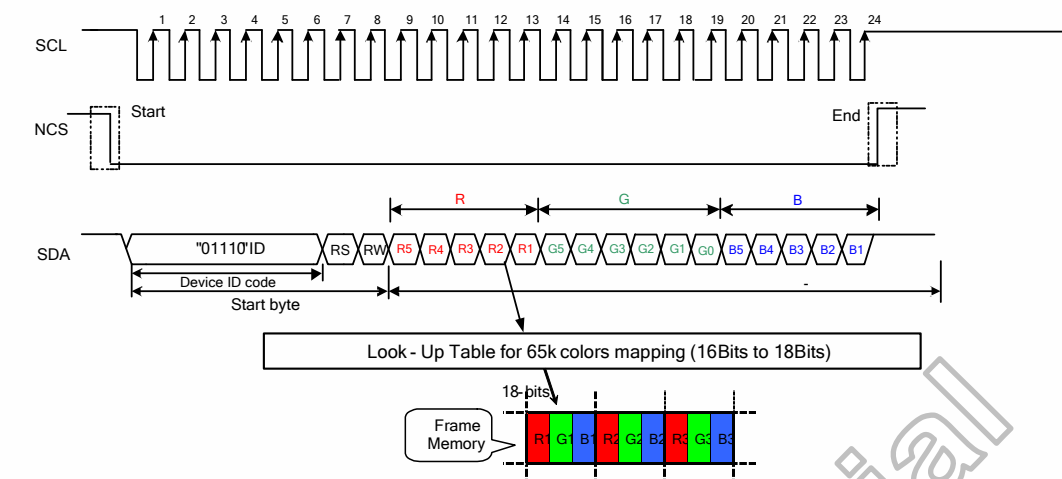 1 2 3 4 5 6 7 8 9 10 11 12 13 14 15 16 17 18 19 20 21 22 23 24
SCL
Start
End
NCS
R G B
SDA
"01110"ID RS RW R5 R4 R3 R2 R1 G5 G4 G3 G2 G1 G0 B5 B4 B3 B2 B1
Device ID code
-
Start byte
Look - Up Table for 65k colors mapping (16Bits to 18Bits)
18-bits
Frame
Memory
R1 G1 B1 R2 G2 B2 R3 G3 B3
ial